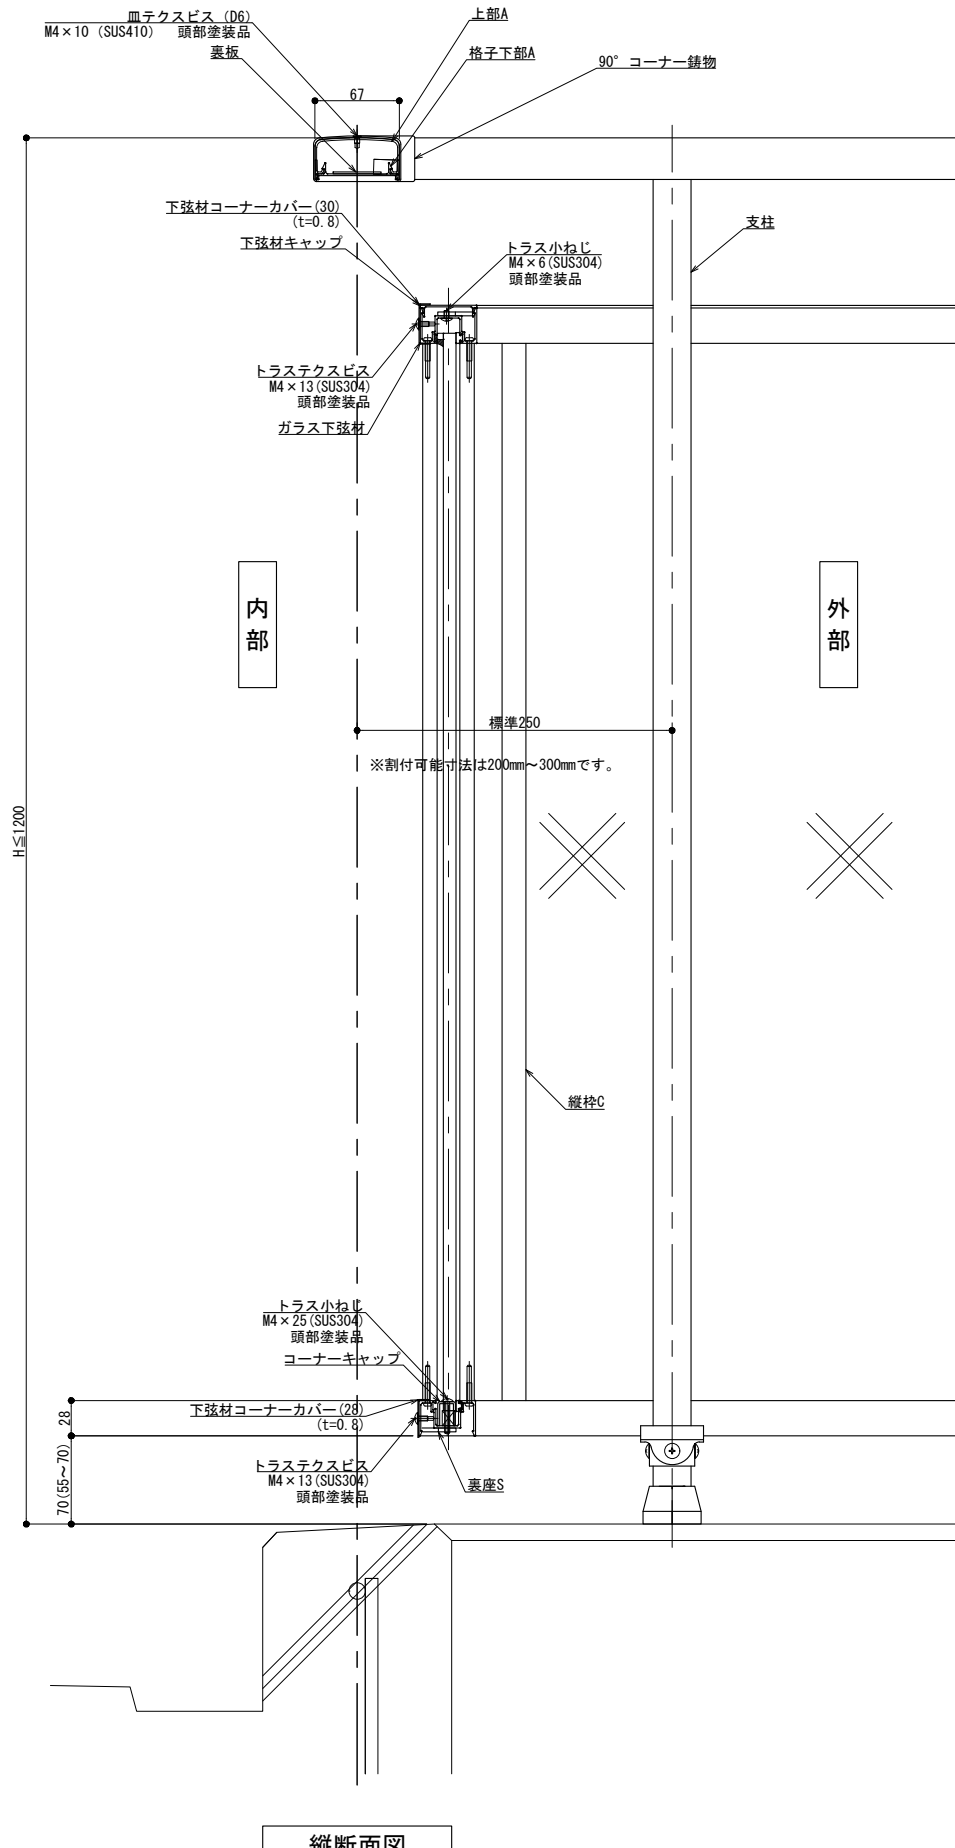 皿テクスビス (D6)
M4×10 (SUS410) 頭部塗装品
裏板
上部A
格子下部A
90° コーナー鋳物
67
下弦材コーナーカバー(30)
(t=0.8)
下弦材キャップ
トラス小ねじ
M4×6(SUS304)
頭部塗装品
支柱
トラステクスビス
M4×13(SUS304)
頭部塗装品
ガラス下弦材
内部
外部
標準250
※割付可能寸法は200mm～300mmです。
H≦1200
縦枠C
トラス小ねじ
M4×25(SUS304)
頭部塗装品
コーナーキャップ
下弦材コーナーカバー(28)
(t=0.8)
28
トラステクスビス
M4×13(SUS304)
頭部塗装品
裏座S
70(55～70)
縦断面図